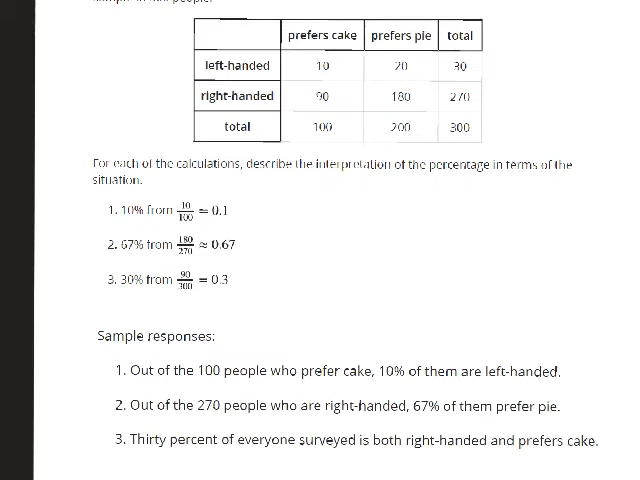 prefers cake prefers pie total
left-handed 10 20 30
right-handed 90 180 270
total 100 200 300
For each of the calculations, describe the interpretation of the percentage in terms of the
situation.
1. 10% from 10/100 = 0.1
2. 67% from 180/270 ≈ 0.67
3. 30% from 90/300 = 0.3
Sample responses:
1. Out of the 100 people who prefer cake, 10% of them are left-handed.
2. Out of the 270 people who are right-handed, 67% of them prefer pie.
3. Thirty percent of everyone surveyed is both right-handed and prefers cake.